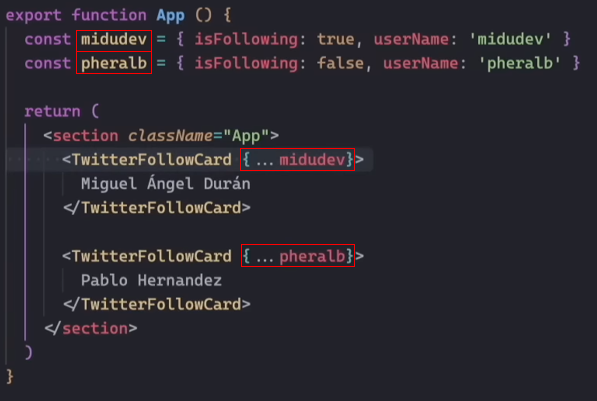 export function App () {
const midudev = { isFollowing: true, userName: 'midudev' }
const pheralb = { isFollowing: false, userName: 'pheralb' }
return (
<section className="App">
<TwitterFollowCard {...midudev}>
Miguel Ángel Durán
</TwitterFollowCard>
<TwitterFollowCard {...pheralb}>
Pablo Hernandez
</TwitterFollowCard>
</section>
)
}